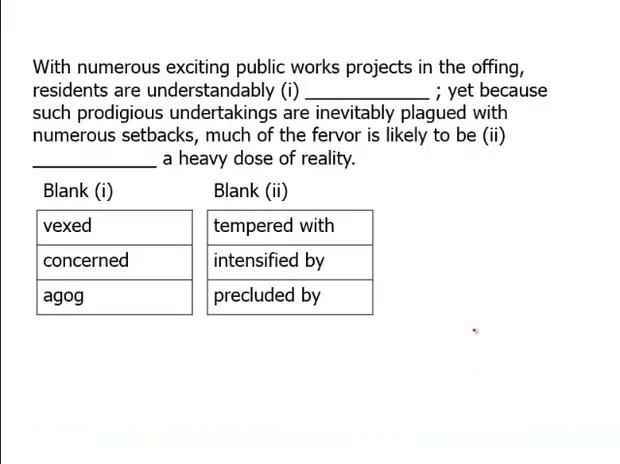 With numerous exciting public works projects in the offing,
residents are understandably (i) _____________ ; yet because
such prodigious undertakings are inevitably plagued with
numerous setbacks, much of the fervor is likely to be (ii)
_____________ a heavy dose of reality.
Blank (i) Blank (ii)
vexed tempered with
concerned intensified by
agog precluded by